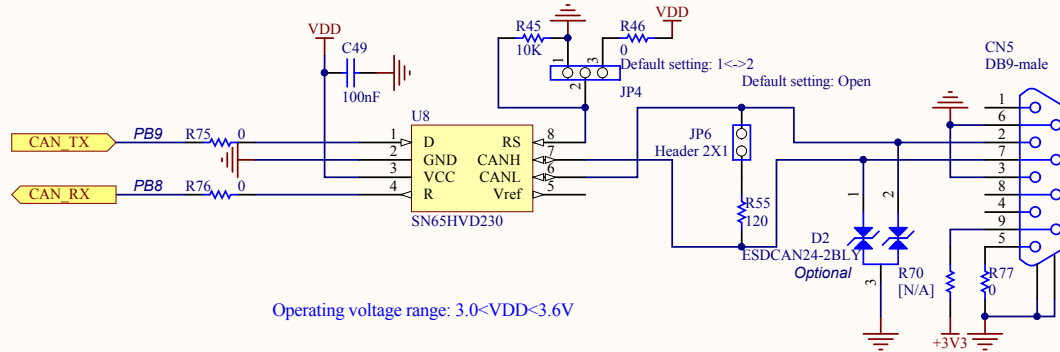 VDD
C49
100nF
R45
10K
R46
0
VDD
1
2
3
Default setting: 1<->2
JP4
Default setting: Open
CN5
DB9-male
U8
CAN_TX
PB9
R75
0
1
D
RS
8
2
GND
CANH
7
3
VCC
CANL
6
CAN_RX
PB8
R76
0
4
R
Vref
5
SN65HVD230
JP6
Header 2X1
R55
120
1
2
D2
ESDCAN24-2BLY
Optional
3
R70
[N/A]
R77
0
1
6
2
7
3
8
4
9
5
+3V3
Operating voltage range: 3.0<VDD<3.6V